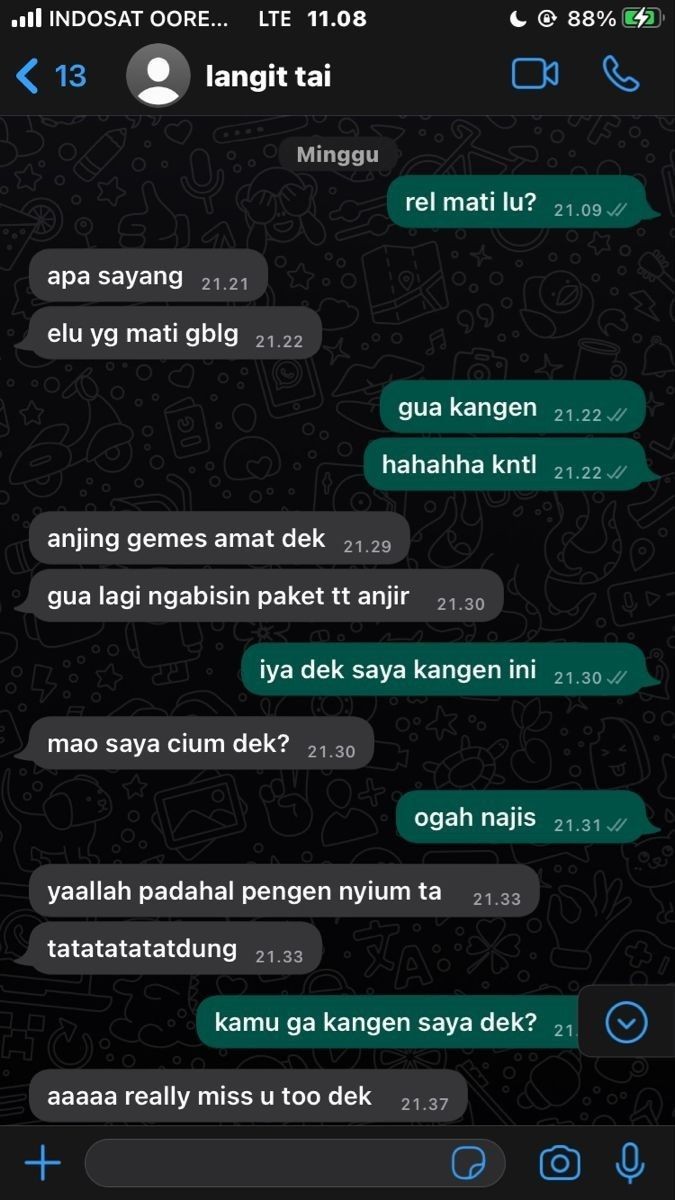 INDOSAT OORE... LTE 11.08 88%
13 langit tai
Minggu
rel mati lu? 21.09
apa sayang 21.21
elu yg mati gblg 21.22
gua kangen 21.22
hahahha kntl 21.22
anjing gemes amat dek 21.29
gua lagi ngabisin paket tt anjir 21.30
iya dek saya kangen ini 21.30
mao saya cium dek? 21.30
ogah najis 21.31
yaallah padahal pengen nyium ta 21.33
tatatatatatdung 21.33
kamu ga kangen saya dek? 21.
aaaaa really miss u too dek 21.37